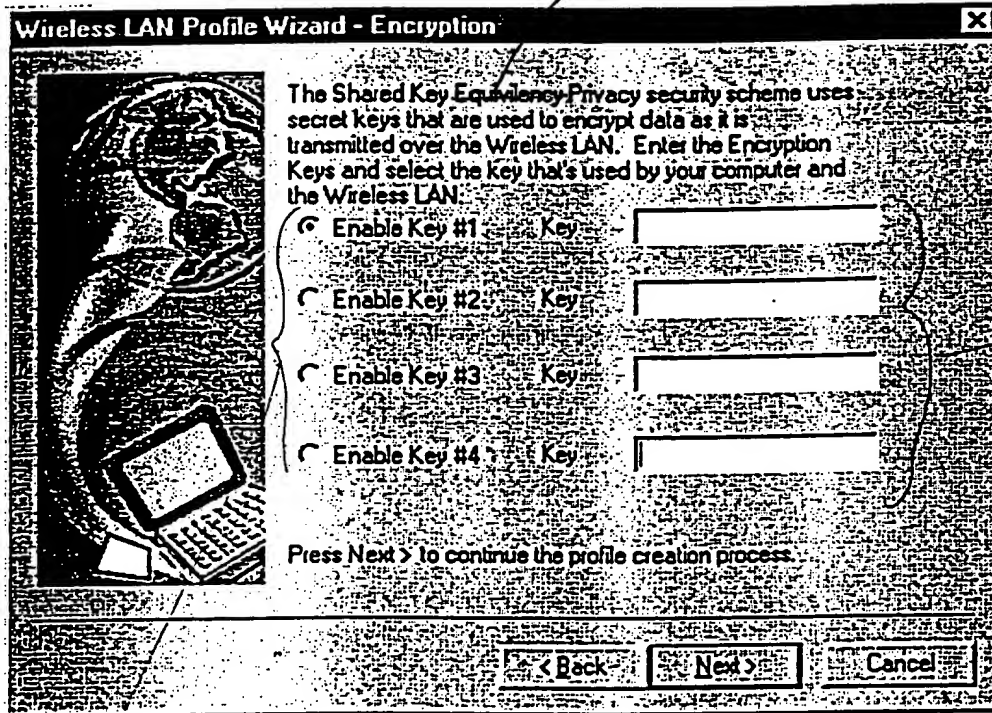 Wireless LAN Profile Wizard - Encryption
The Shared Key Equivilency Privacy security scheme uses
secret keys that are used to encrypt data as it is
transmitted over the Wireless LAN. Enter the Encryption
Keys and select the key that's used by your computer and
the Wireless LAN.
Enable Key #1 Key
Enable Key #2 Key
Enable Key #3 Key
Enable Key #4 Key
Press Next > to continue the profile creation process.
< Back Next > Cancel